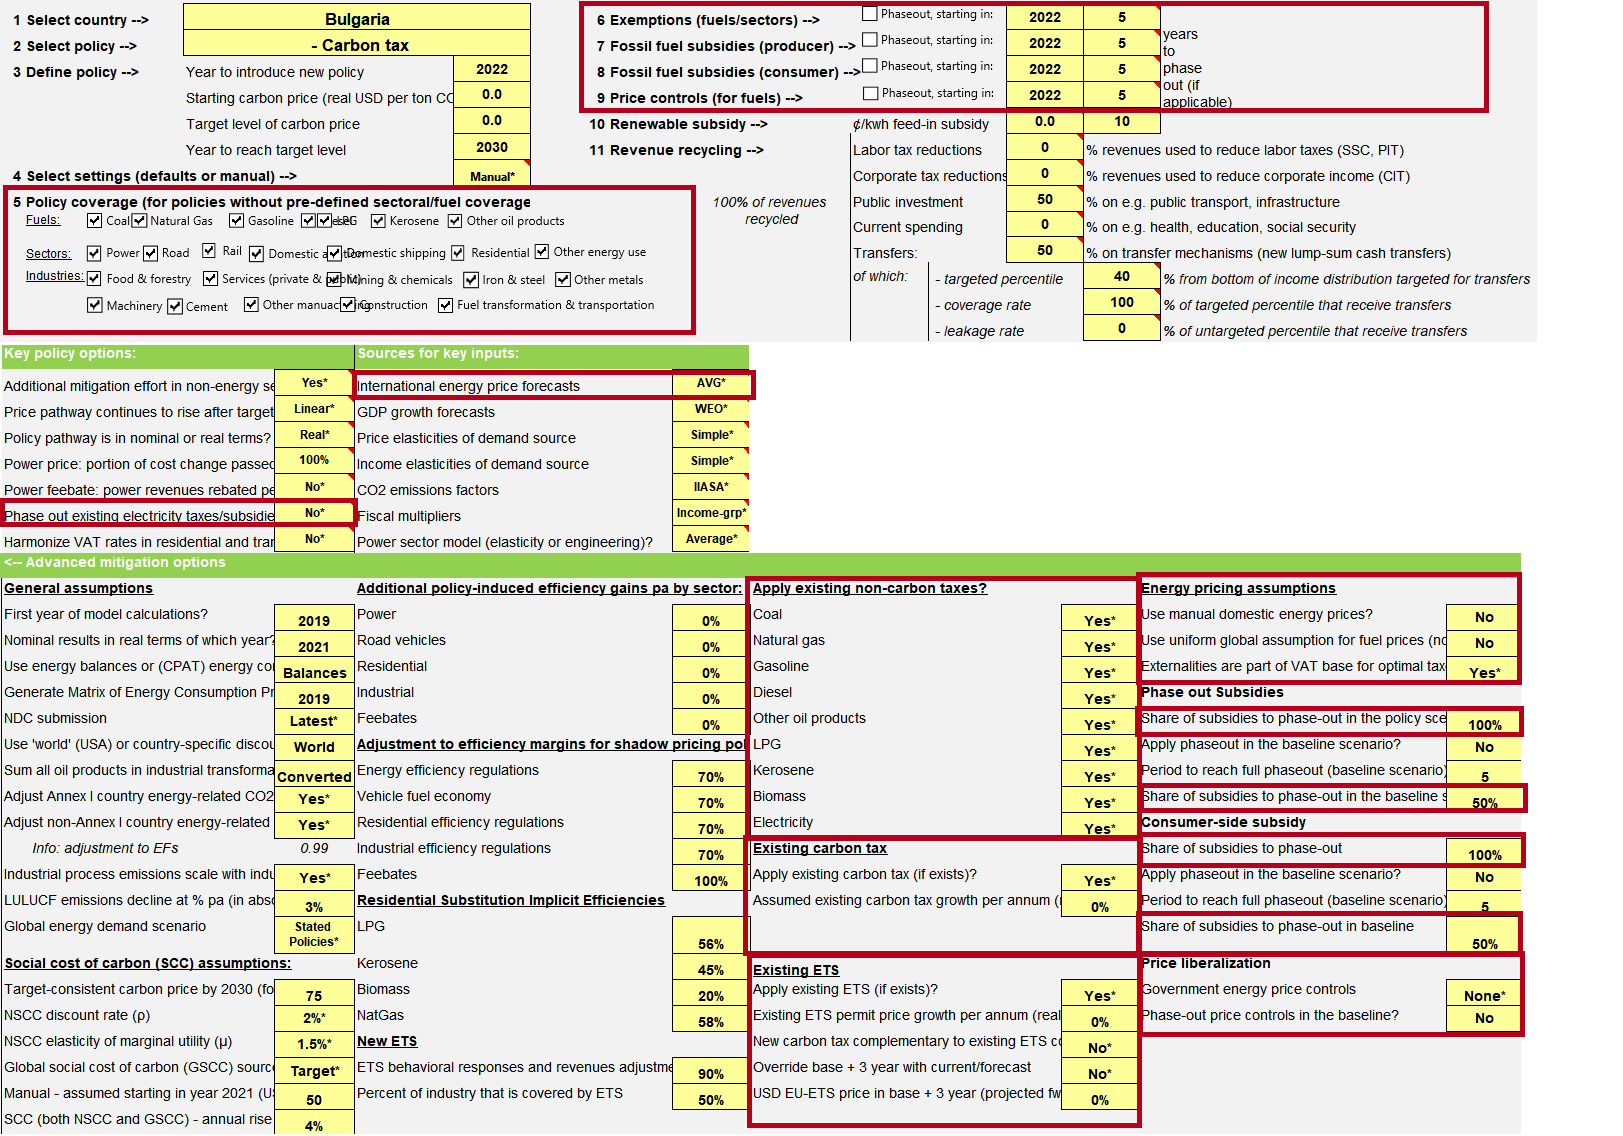 1 Select country -->
Bulgaria
2 Select policy -->
- Carbon tax
3 Define policy -->
Year to introduce new policy
2022
Starting carbon price (real USD per ton CO
0.0
Target level of carbon price
0.0
Year to reach target level
2030
4 Select settings (defaults or manual) -->
Manual*
5 Policy coverage (for policies without pre-defined sectoral/fuel coverage
Fuels: Coal Natural Gas Gasoline LPG Kerosene Other oil products
Sectors: Power Road Rail Domestic Domestic shipping Residential Other energy use
Industries: Food & forestry Services (private & Mining & chemicals Iron & steel Other metals
Machinery Cement Other manuac Construction Fuel transformation & transportation
6 Exemptions (fuels/sectors) --> Phaseout, starting in: 2022 5
7 Fossil fuel subsidies (producer) --> Phaseout, starting in: 2022 5
8 Fossil fuel subsidies (consumer) --> Phaseout, starting in: 2022 5
9 Price controls (for fuels) --> Phaseout, starting in: 2022 5
years
to
phase
out (if
applicable)
10 Renewable subsidy --> ¢/kwh feed-in subsidy 0.0 10
11 Revenue recycling --> Labor tax reductions 0 % revenues used to reduce labor taxes (SSC, PIT)
Corporate tax reductions 0 % revenues used to reduce corporate income (CIT)
100% of revenues
recycled
Public investment 50 % on e.g. public transport, infrastructure
Current spending 0 % on e.g. health, education, social security
Transfers: 50 % on transfer mechanisms (new lump-sum cash transfers)
of which: - targeted percentile 40 % from bottom of income distribution targeted for transfers
- coverage rate 100 % of targeted percentile that receive transfers
- leakage rate 0 % of untargeted percentile that receive transfers
Key policy options:
Additional mitigation effort in non-energy se Yes*
Price pathway continues to rise after target Linear*
Policy pathway is in nominal or real terms? Real*
Power price: portion of cost change passed 100%
Power feebate: power revenues rebated pe No*
Phase out existing electricity taxes/subsidie No*
Harmonize VAT rates in residential and tran No*
Sources for key inputs:
International energy price forecasts AVG*
GDP growth forecasts WEO*
Price elasticities of demand source Simple*
Income elasticities of demand source Simple*
CO2 emissions factors IIASA*
Fiscal multipliers Income-grp*
Power sector model (elasticity or engineering)? Average*
<-- Advanced mitigation options
General assumptions
First year of model calculations? 2019
Nominal results in real terms of which year? 2021
Use energy balances or (CPAT) energy co Balances
Generate Matrix of Energy Consumption Pr 2019
NDC submission Latest*
Use 'world' (USA) or country-specific discou World
Sum all oil products in industrial transforma Converted
Adjust Annex I country energy-related CO2 Yes*
Adjust non-Annex I country energy-related Yes*
Info: adjustment to EFs 0.99
Industrial process emissions scale with indu Yes*
LULUCF emissions decline at % pa (in abso 3%
Global energy demand scenario Stated
Policies*
Social cost of carbon (SCC) assumptions:
Target-consistent carbon price by 2030 (fo 75
NSCC discount rate (ρ) 2%*
NSCC elasticity of marginal utility (μ) 1.5%*
Global social cost of carbon (GSCC) source Target*
Manual - assumed starting in year 2021 (US 50
SCC (both NSCC and GSCC) - annual rise 4%
Additional policy-induced efficiency gains pa by sector:
Power 0%
Road vehicles 0%
Residential 0%
Industrial 0%
Feebates 0%
Adjustment to efficiency margins for shadow pricing pol
Energy efficiency regulations 70%
Vehicle fuel economy 70%
Residential efficiency regulations 70%
Industrial efficiency regulations 70%
Feebates 100%
Residential Substitution Implicit Efficiencies
LPG 56%
Kerosene 45%
Biomass 20%
NatGas 58%
New ETS
ETS behavioral responses and revenues adjustme 90%
Percent of industry that is covered by ETS 50%
Apply existing non-carbon taxes?
Coal Yes*
Natural gas Yes*
Gasoline Yes*
Diesel Yes*
Other oil products Yes*
LPG Yes*
Kerosene Yes*
Biomass Yes*
Electricity Yes*
Existing carbon tax
Apply existing carbon tax (if exists)? Yes*
Assumed existing carbon tax growth per annum ( 0%
Existing ETS
Apply existing ETS (if exists)? Yes*
Existing ETS permit price growth per annum (real 0%
New carbon tax complementary to existing ETS co No*
Override base + 3 year with current/forecast No*
USD EU-ETS price in base + 3 year (projected fw 0%
Energy pricing assumptions
Use manual domestic energy prices? No
Use uniform global assumption for fuel prices (no No
Externalities are part of VAT base for optimal tax Yes*
Phase out Subsidies
Share of subsidies to phase-out in the policy sce 100%
Apply phaseout in the baseline scenario? No
Period to reach full phaseout (baseline scenario) 5
Share of subsidies to phase-out in the baseline s 50%
Consumer-side subsidy
Share of subsidies to phase-out 100%
Apply phaseout in the baseline scenario? No
Period to reach full phaseout (baseline scenario) 5
Share of subsidies to phase-out in baseline 50%
Price liberalization
Government energy price controls None*
Phase-out price controls in the baseline? No